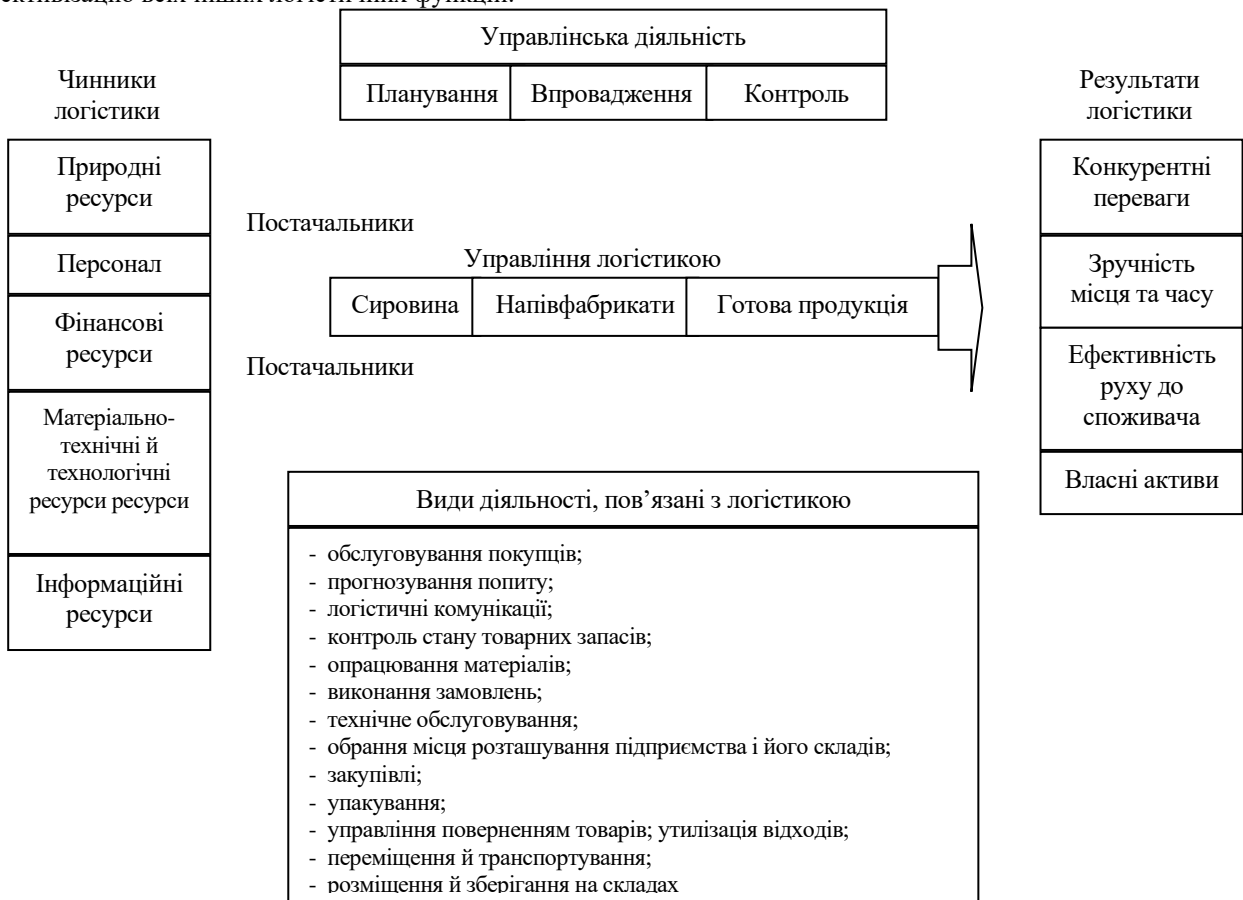 всіх інших логістичних функцій.
Управлінська діяльність
Планування Впровадження Контроль
Чинники
логістики
Природні
ресурси
Персонал
Фінансові
ресурси
Матеріально-
технічні й
технологічні
ресурси ресурси
Інформаційні
ресурси
Постачальники
Управління логістикою
Сировина Напівфабрикати Готова продукція
Постачальники
Результати
логістики
Конкурентні
переваги
Зручність
місця та часу
Ефективність
руху до
споживача
Власні активи
Види діяльності, пов’язані з логістикою
- обслуговування покупців;
- прогнозування попиту;
- логістичні комунікації;
- контроль стану товарних запасів;
- опрацювання матеріалів;
- виконання замовлень;
- технічне обслуговування;
- обрання місця розташування підприємства і його складів;
- закупівлі;
- упакування;
- управління поверненням товарів; утилізація відходів;
- переміщення й транспортування;
- розміщення й зберігання на складах